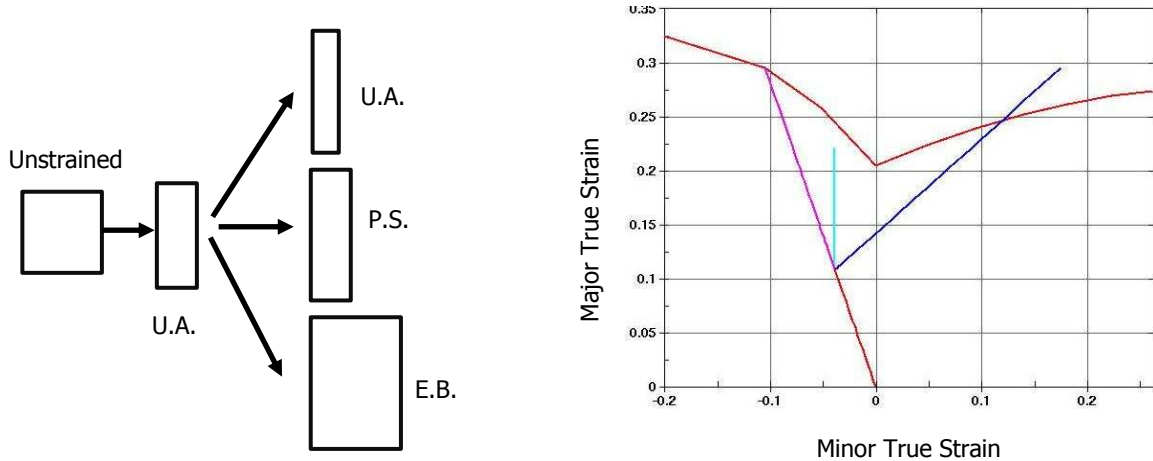 Unstrained
U.A.
U.A.
P.S.
E.B.
Major True Strain
0.35
0.3
0.25
0.2
0.15
0.1
0.05
0
-0.2
-0.1
0
0.1
0.2
Minor True Strain